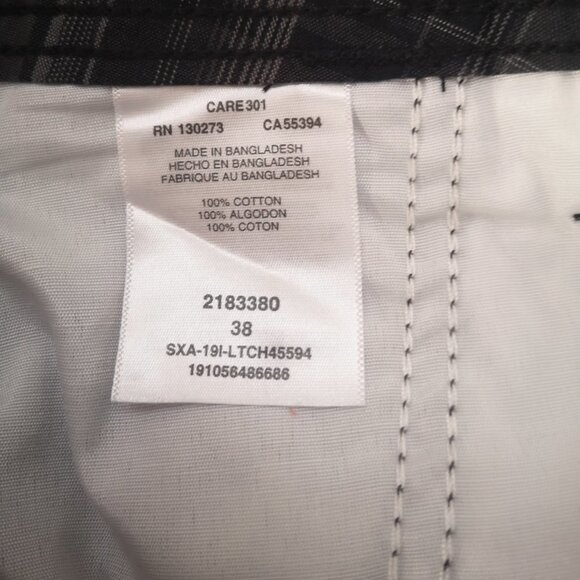 CARE301
RN 130273 CA55394
MADE IN BANGLADESH
HECHO EN BANGLADESH
FABRIQUE AU BANGLADESH
100% COTTON
100% ALGODON
100% COTON
2183380
38
SXA-19I-LTCH45594
191056486686